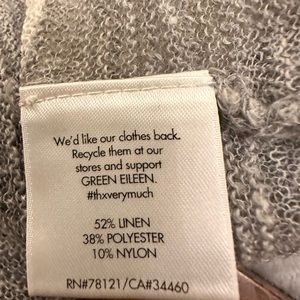 We'd like our clothes back.
Recycle them at our
stores and support
GREEN EILEEN.
#thxverymuch
52% LINEN
38% POLYESTER
10% NYLON
RN#78121/CA#34460